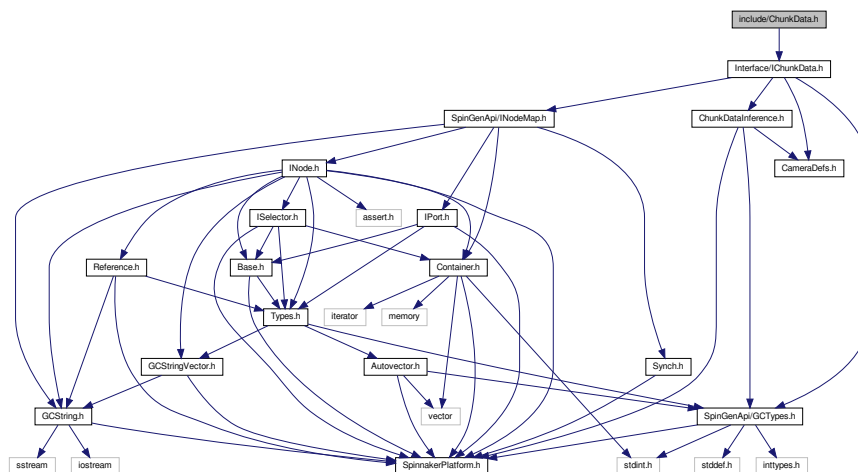 include/ChunkData.h
Interface/IChunkData.h
SpinGenApi/INodeMap.h
ChunkDataInference.h
INode.h
CameraDefs.h
ISelector.h
assert.h
IPort.h
Reference.h
Base.h
Container.h
Types.h
iterator
memory
GCStringVector.h
Autovector.h
Synch.h
GCString.h
vector
SpinGenApi/GCTypes.h
sstream
iostream
SpinnakerPlatform.h
stdint.h
stddef.h
inttypes.h